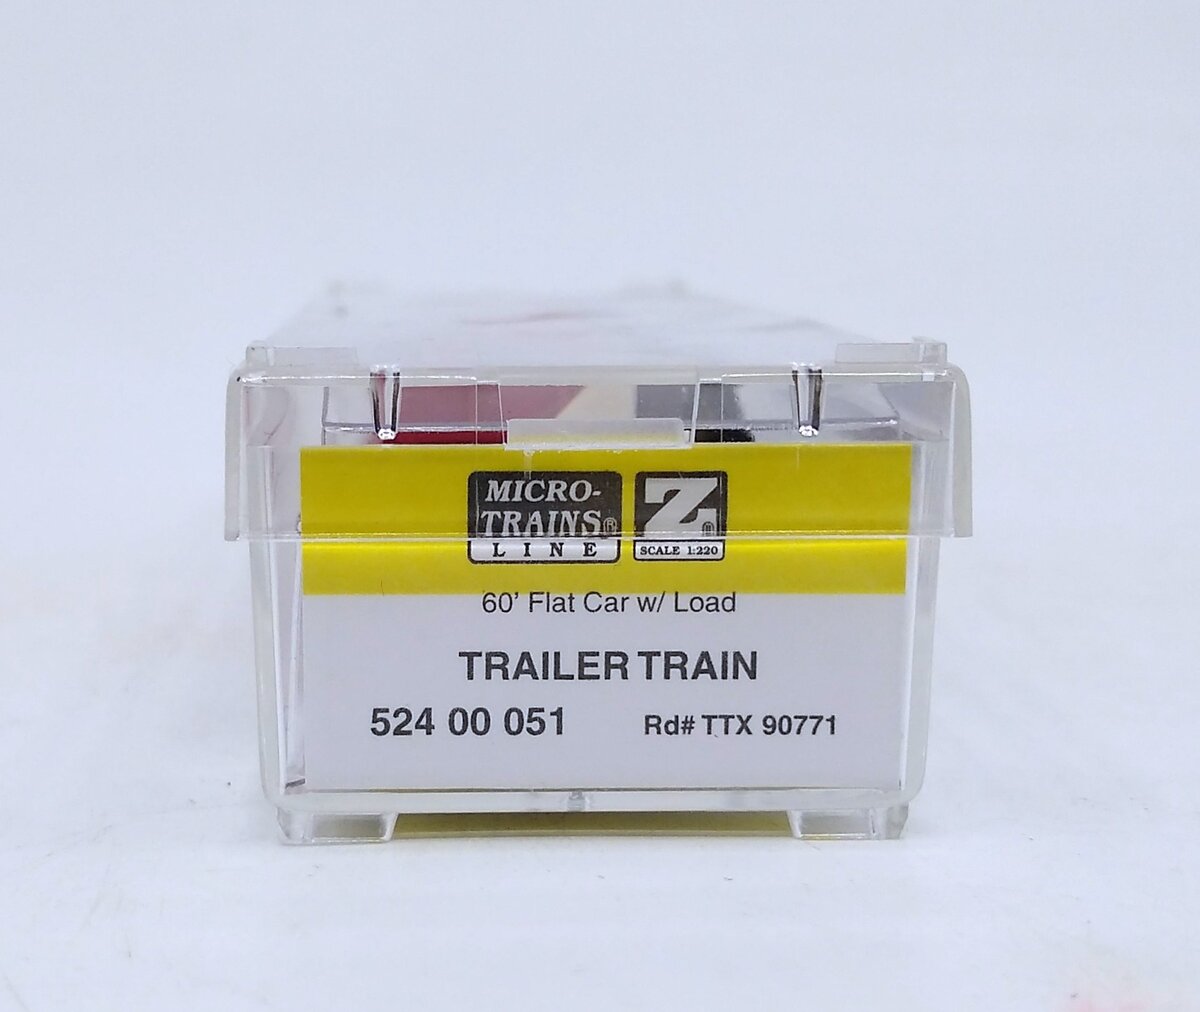 MICRO-
TRAINS®
LINE
Z®
SCALE 1:220
60' Flat Car w/ Load
TRAILER TRAIN
524 00 051 Rd# TTX 90771